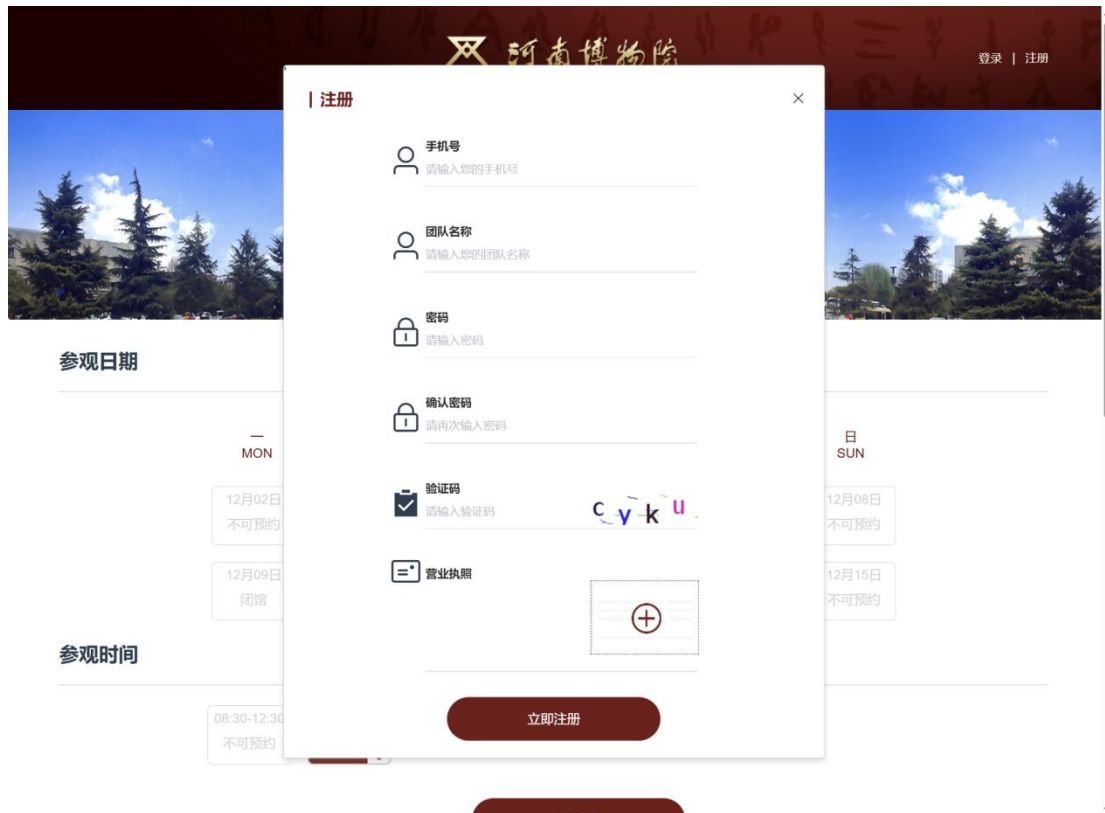 河南博物院
登录 | 注册
注册
×
手机号
请输入您的手机号
团队名称
请输入您的团队名称
密码
请输入密码
确认密码
请再次输入密码
验证码
请输入验证码
c y k u
营业执照
立即注册
参观日期
一
MON
日
SUN
12月02日
不可预约
12月08日
不可预约
12月09日
闭馆
12月15日
不可预约
参观时间
08:30-12:30
不可预约